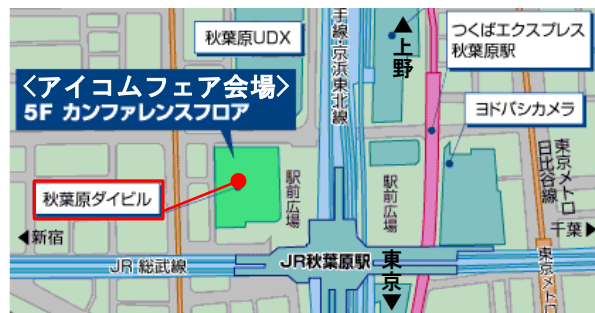 秋葉原UDX
手線・京浜東北線
▲上野
つくばエクスプレス
秋葉原駅
<アイコムフェア会場>
5F カンファレンスフロア
ヨドバシカメラ
東京メトロ
日比谷線
駅前広場
駅前広場
秋葉原ダイビル
◀新宿
千葉▶
JR 総武線
JR秋葉原駅
東京▼
東京メトロ